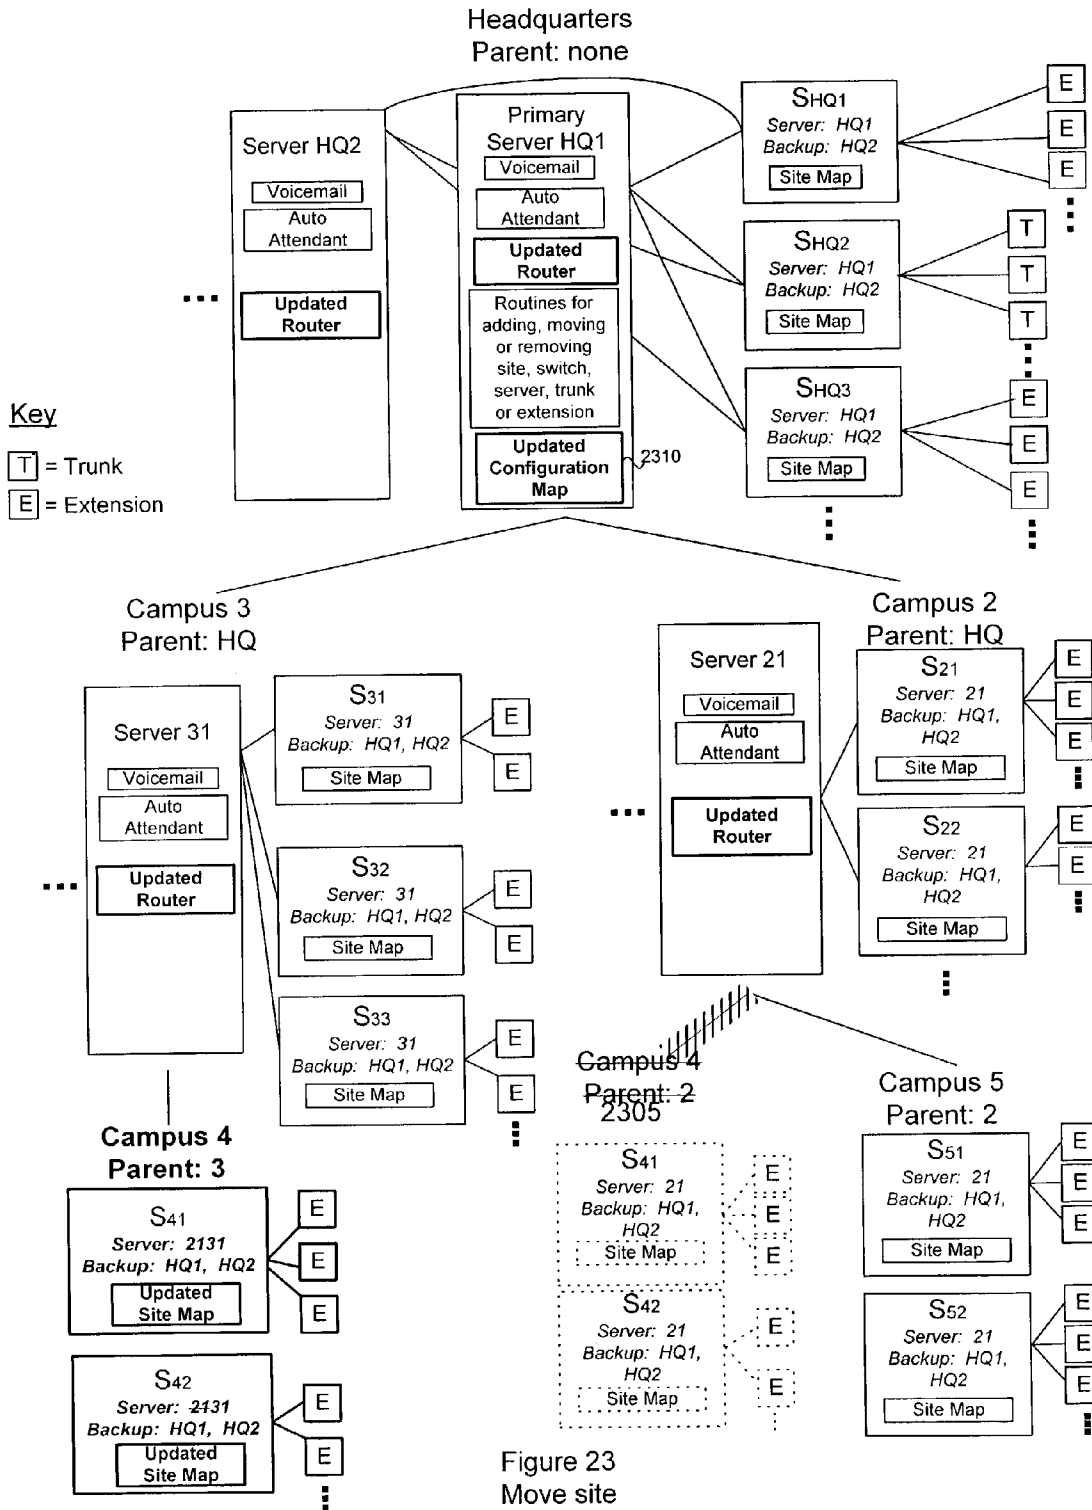 Headquarters
Parent: none
Server HQ2
Voicemail
Auto
Attendant
Updated
Router
Primary
Server HQ1
Voicemail
Auto
Attendant
Updated
Router
Routines for
adding, moving
or removing
site, switch,
server, trunk
or extension
Updated
Configuration
Map
2310
SHQ1
Server: HQ1
Backup: HQ2
Site Map
E
E
E
SHQ2
Server: HQ1
Backup: HQ2
Site Map
T
T
T
SHQ3
Server: HQ1
Backup: HQ2
Site Map
E
E
E
Key
T = Trunk
E = Extension
Campus 3
Parent: HQ
Server 31
Voicemail
Auto
Attendant
Updated
Router
S31
Server: 31
Backup: HQ1, HQ2
Site Map
E
E
S32
Server: 31
Backup: HQ1, HQ2
Site Map
E
E
S33
Server: 31
Backup: HQ1, HQ2
Site Map
E
E
Campus 2
Parent: HQ
Server 21
Voicemail
Auto
Attendant
Updated
Router
S21
Server: 21
Backup: HQ1,
HQ2
Site Map
E
E
E
S22
Server: 21
Backup: HQ1,
HQ2
Site Map
E
E
Campus 4
Parent: 3
S41
Server: 2131
Backup: HQ1, HQ2
Updated
Site Map
E
E
E
S42
Server: 2131
Backup: HQ1, HQ2
Updated
Site Map
E
E
Campus 4
Parent: 2
2305
S41
Server: 21
Backup: HQ1,
HQ2
Site Map
E
E
E
S42
Server: 21
Backup: HQ1,
HQ2
Site Map
E
E
Campus 5
Parent: 2
S51
Server: 21
Backup: HQ1,
HQ2
Site Map
E
E
E
S52
Server: 21
Backup: HQ1,
HQ2
Site Map
E
E
E
Figure 23
Move site